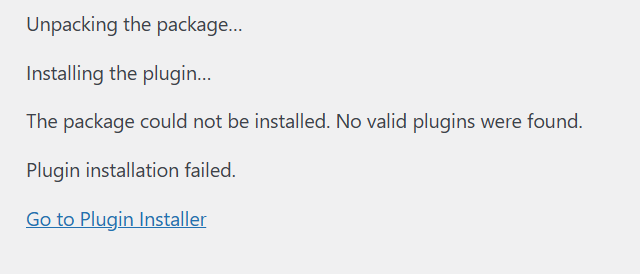 Unpacking the package…
Installing the plugin…
The package could not be installed. No valid plugins were found.
Plugin installation failed.
Go to Plugin Installer